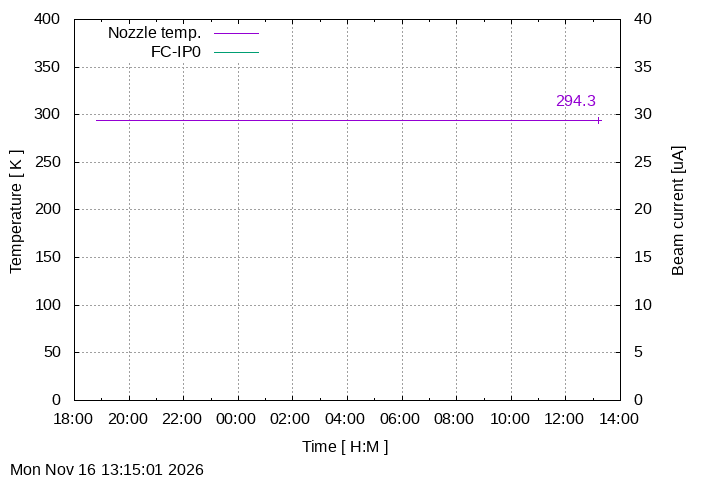 400
350
300
250
200
150
100
50
0
40
35
30
25
20
15
10
5
0
Nozzle temp.
FC-IP0
294.3
Temperature [ K ]
Beam current [uA]
18:00 20:00 22:00 00:00 02:00 04:00 06:00 08:00 10:00 12:00 14:00
Time [ H:M ]
Mon Nov 16 13:15:01 2026